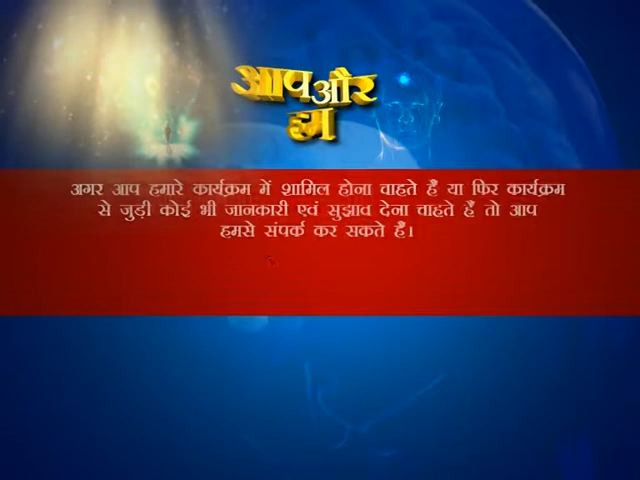 आप और
हम
अगर आप हमारे कार्यक्रम में शामिल होना चाहते हैं या फिर कार्यक्रम
से जुड़ी कोई भी जानकारी एवं सुझाव देना चाहते हैं तो आप
हमसे संपर्क कर सकते हैं।